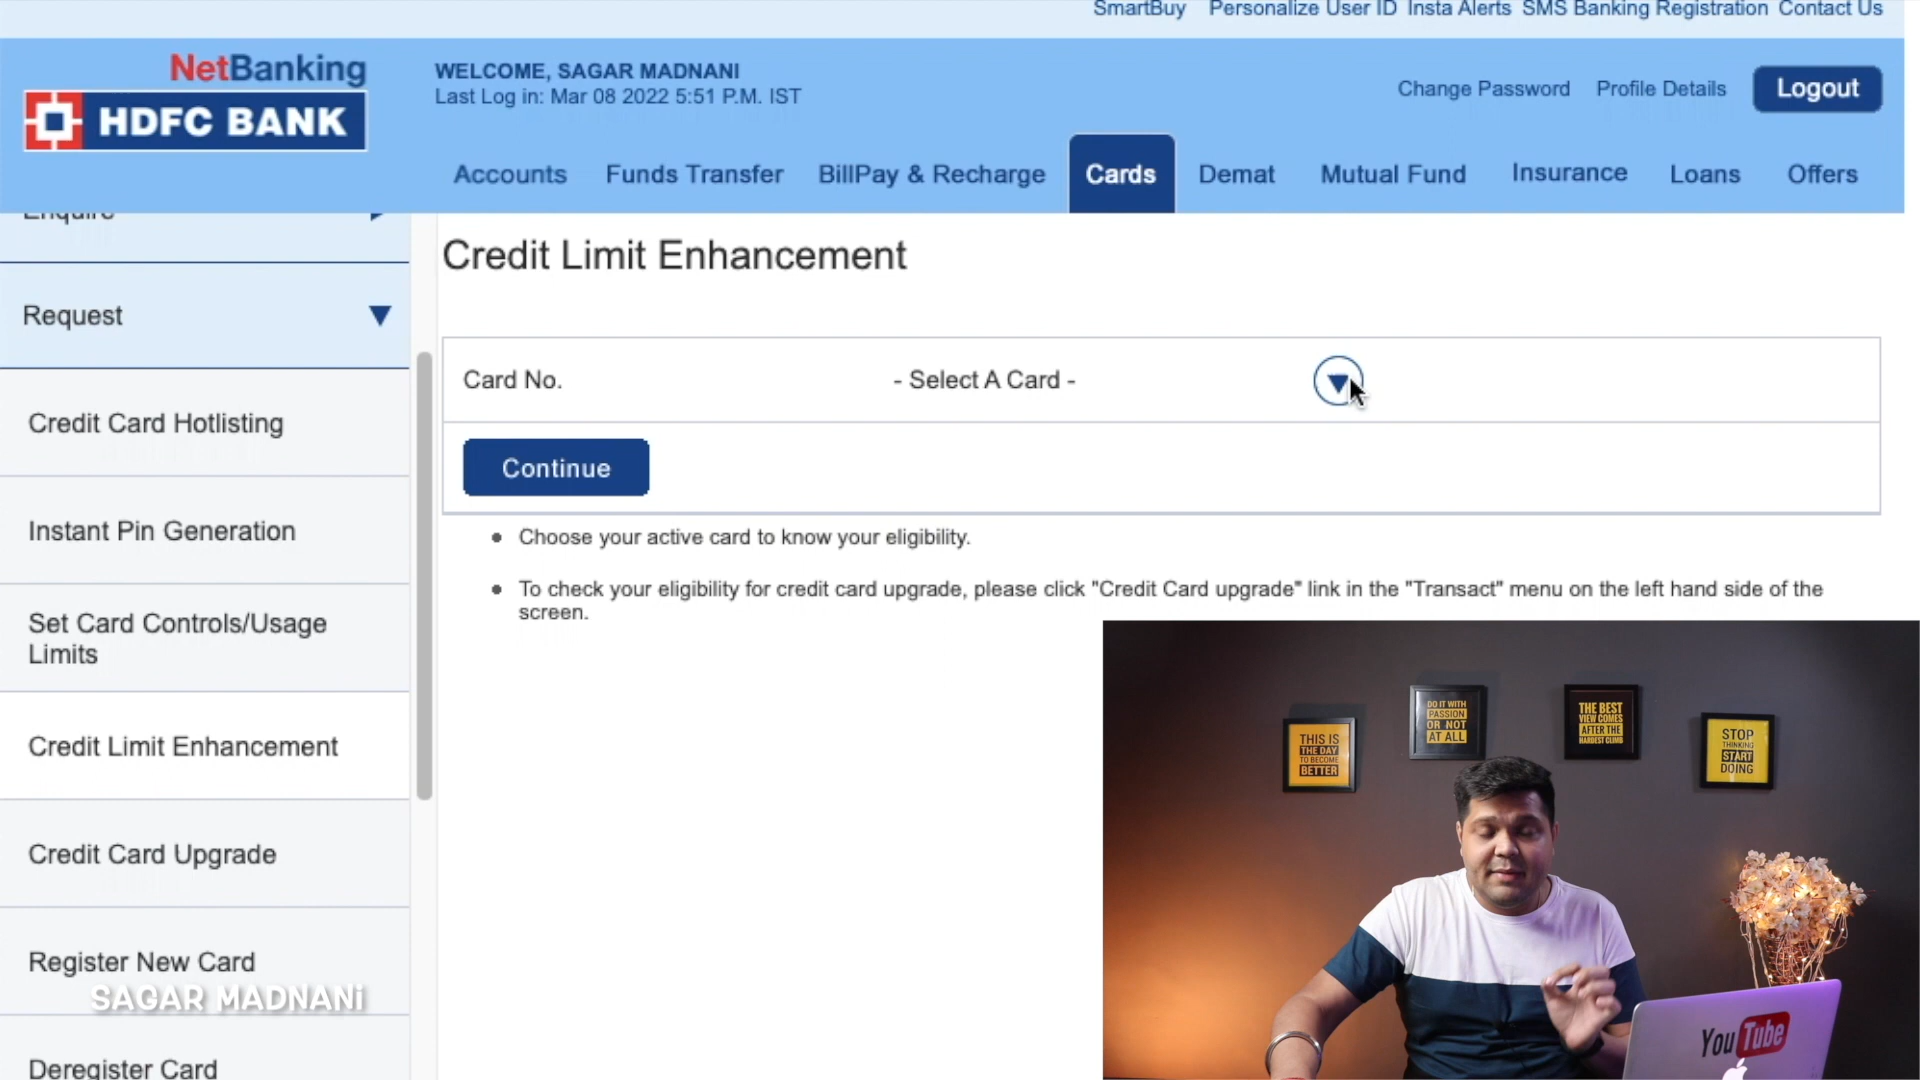 SmartBuy Personalize User ID Insta Alerts SMS Banking Registration Contact Us
NetBanking
HDFC BANK
WELCOME, SAGAR MADNANI
Last Log in: Mar 08 2022 5:51 P.M. IST
Change Password Profile Details Logout
Accounts Funds Transfer BillPay & Recharge Cards Demat Mutual Fund Insurance Loans Offers
Enquire
Request
Credit Card Hotlisting
Instant Pin Generation
Set Card Controls/Usage
Limits
Credit Limit Enhancement
Credit Card Upgrade
Register New Card
SAGAR MADNANi
Deregister Card
Credit Limit Enhancement
Card No. - Select A Card -
Continue
Choose your active card to know your eligibility.
To check your eligibility for credit card upgrade, please click "Credit Card upgrade" link in the "Transact" menu on the left hand side of the
screen.
THIS IS
THE DAY
TO BECOME
BETTER
DO IT WITH
PASSION
OR NOT
AT ALL
THE BEST
VIEW COMES
AFTER THE
HARDEST CLIMB
STOP
THINKING
START
DOING
YouTube